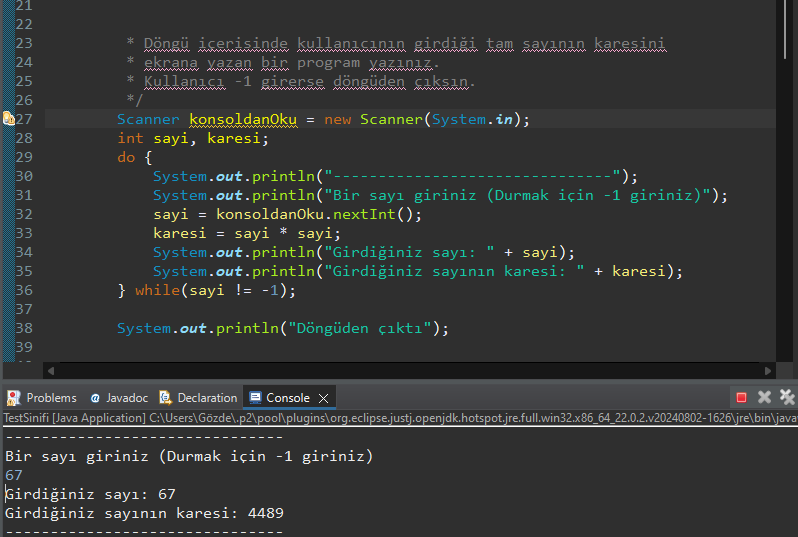 21
22
23 * Döngü içerisinde kullanıcının girdiği tam sayının karesini
24 * ekrana yazan bir program yazınız.
25 * Kullanıcı -1 girerse döngüden çıksın.
26 */
27 Scanner konsoldanOku = new Scanner(System.in);
28 int sayi, karesi;
29 do {
30 System.out.println("-------------------------------");
31 System.out.println("Bir sayı giriniz (Durmak için -1 giriniz)");
32 sayi = konsoldanOku.nextInt();
33 karesi = sayi * sayi;
34 System.out.println("Girdiğiniz sayı: " + sayi);
35 System.out.println("Girdiğiniz sayının karesi: " + karesi);
36 } while(sayi != -1);
37
38 System.out.println("Döngüden çıktı");
39
Problems @ Javadoc Declaration Console
TestSinifi [Java Application] C:\Users\Gözde\.p2\pool\plugins\org.eclipse.justj.openjdk.hotspot.jre.full.win32.x86_64_22.0.2.v20240802-1626\jre\bin\java
-------------------------------
Bir sayı giriniz (Durmak için -1 giriniz)
67
Girdiğiniz sayı: 67
Girdiğiniz sayının karesi: 4489
-------------------------------